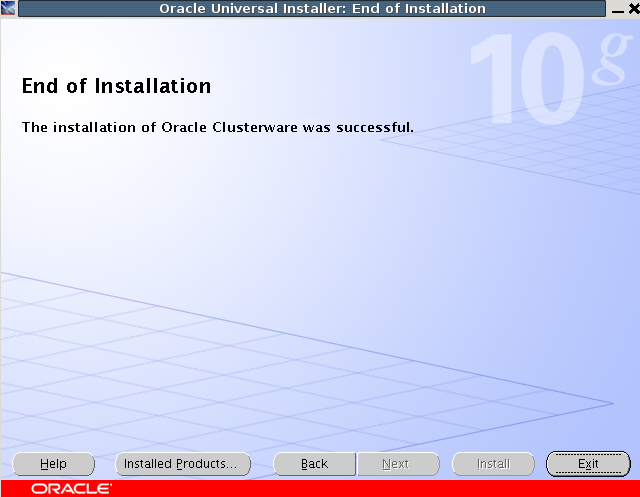 Oracle Universal Installer: End of Installation
10g
End of Installation
The installation of Oracle Clusterware was successful.
Help
Installed Products...
Back
Next
Install
Exit
ORACLE